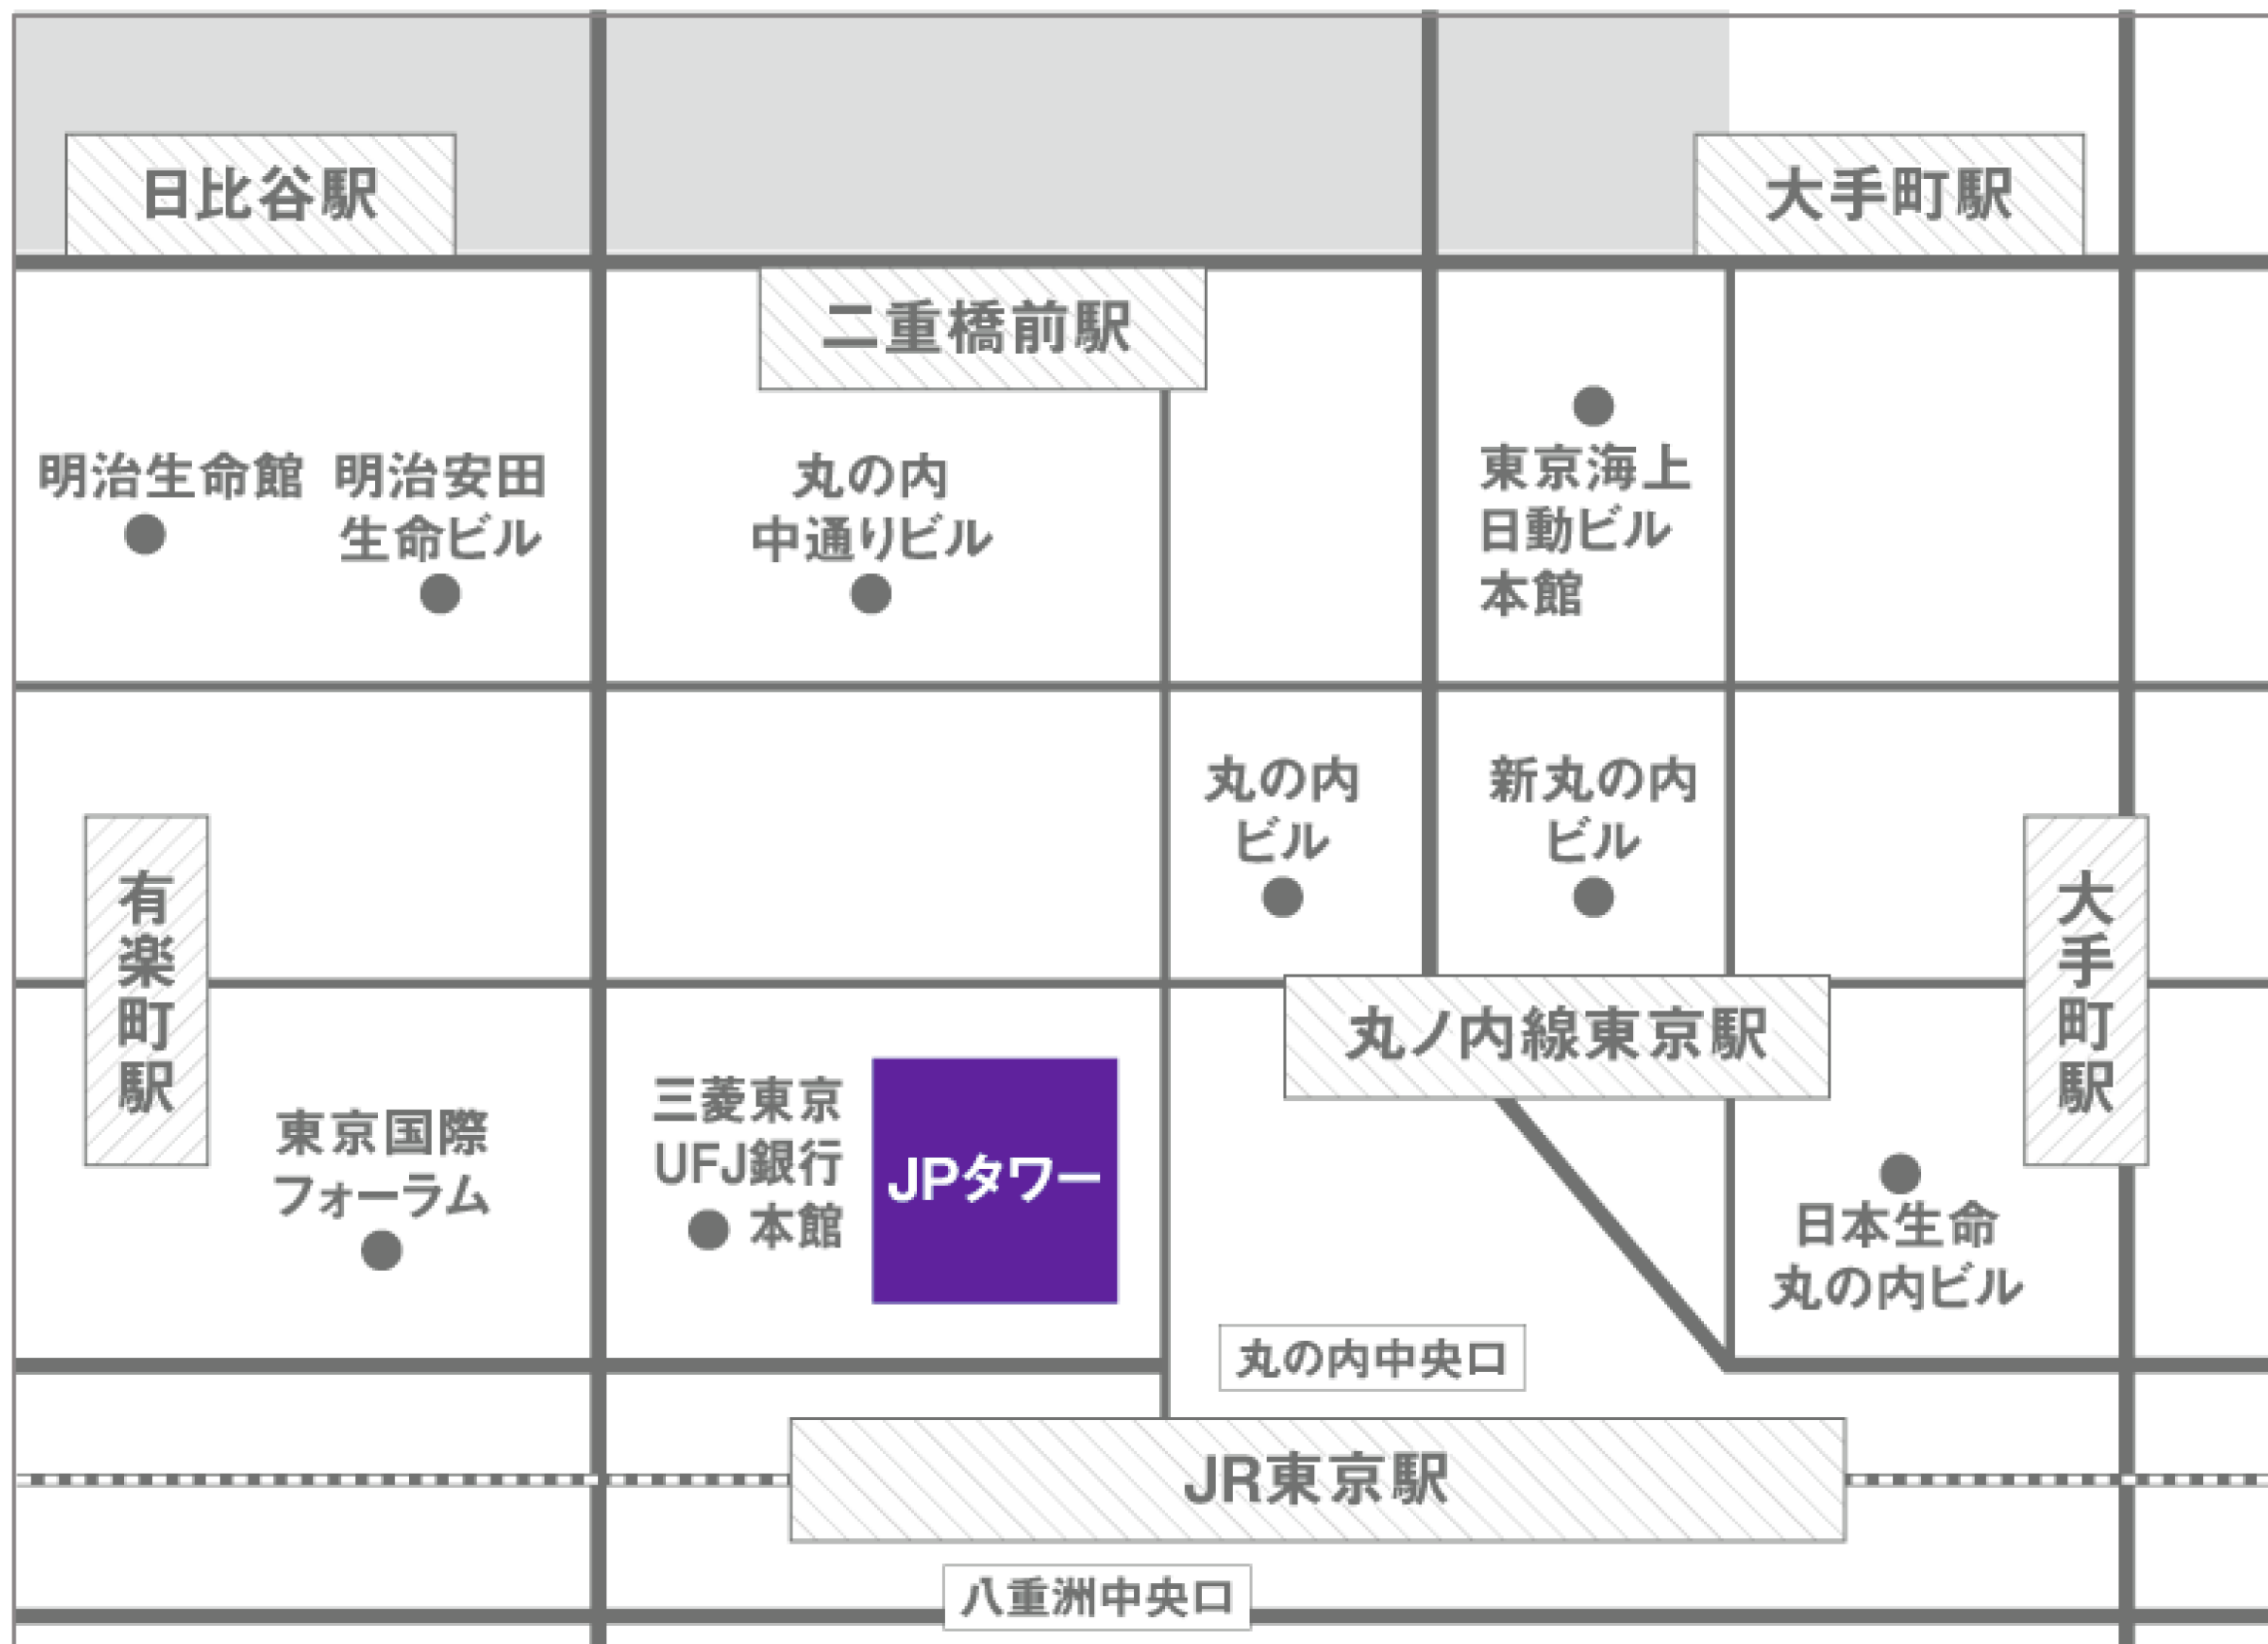 日比谷駅
大手町駅
二重橋前駅
明治生命館
明治安田
生命ビル
丸の内
中通りビル
東京海上
日動ビル
本館
丸の内
ビル
新丸の内
ビル
有楽町駅
大手町駅
丸ノ内線東京駅
東京国際
フォーラム
三菱東京
UFJ銀行
本館
JPタワー
日本生命
丸の内ビル
丸の内中央口
JR東京駅
八重洲中央口